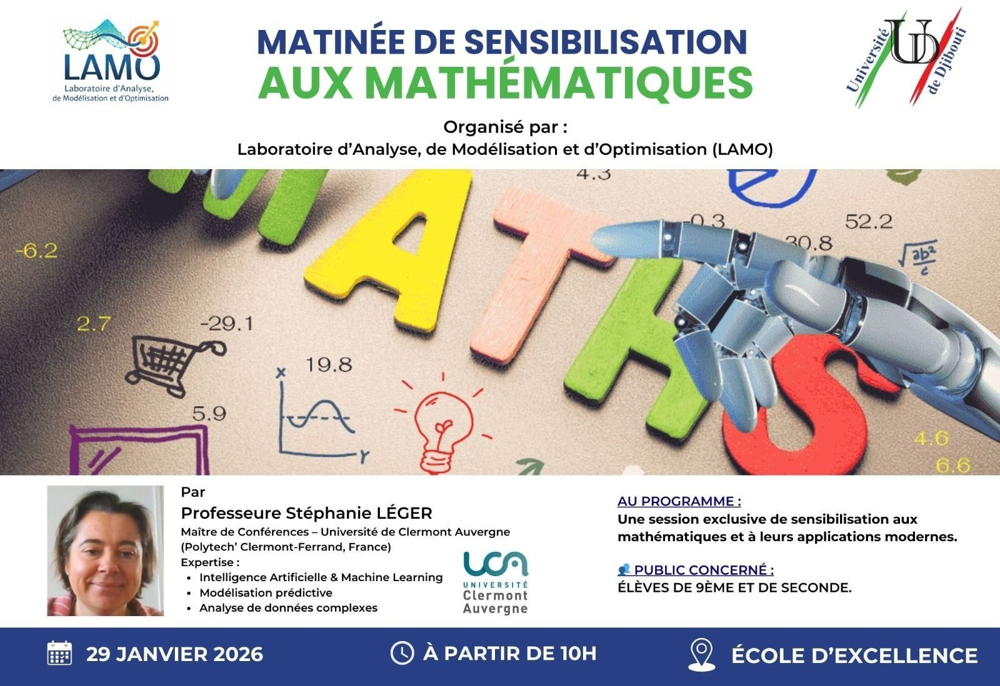 LAMO
Laboratoire d'Analyse,
de Modélisation et d'Optimisation
MATINÉE DE SENSIBILISATION
AUX MATHÉMATIQUES
Université
UD
de Djibouti
Organisé par :
Laboratoire d'Analyse, de Modélisation et d'Optimisation (LAMO)
MATHS
4.3
-0.3
52.2
30.8
-6.2
√ab²/c
2.7
-29.1
19.8
X
5.9
Y
4.6
6.6
Par
Professeure Stéphanie LÉGER
Maître de Conférences – Université de Clermont Auvergne
(Polytech' Clermont-Ferrand, France)
Expertise :
• Intelligence Artificielle & Machine Learning
• Modélisation prédictive
• Analyse de données complexes
UCA
UNIVERSITÉ
Clermont
Auvergne
AU PROGRAMME :
Une session exclusive de sensibilisation aux
mathématiques et à leurs applications modernes.
PUBLIC CONCERNÉ :
ÉLÈVES DE 9ÈME ET DE SECONDE.
29 JANVIER 2026
À PARTIR DE 10H
ÉCOLE D'EXCELLENCE